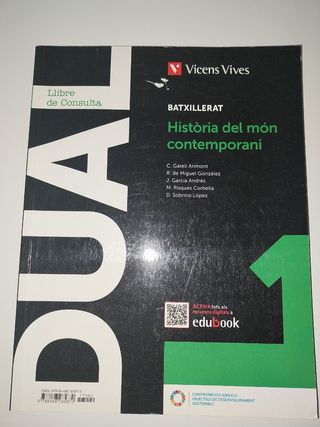 Vicens Vives
Llibre de Consulta
DUAL
BATXILLERAT
Història del món
contemporani
C. Gatell Arimont
R. de Miguel González
J. García Andrés
M. Risques Corbella
D. Sobrino López
1
ACTIVA tots els
recursos digitals a
edubook
COMPROMESOS AMB ELS
OBJECTIUS DE DESENVOLUPAMENT
SOSTENIBLE